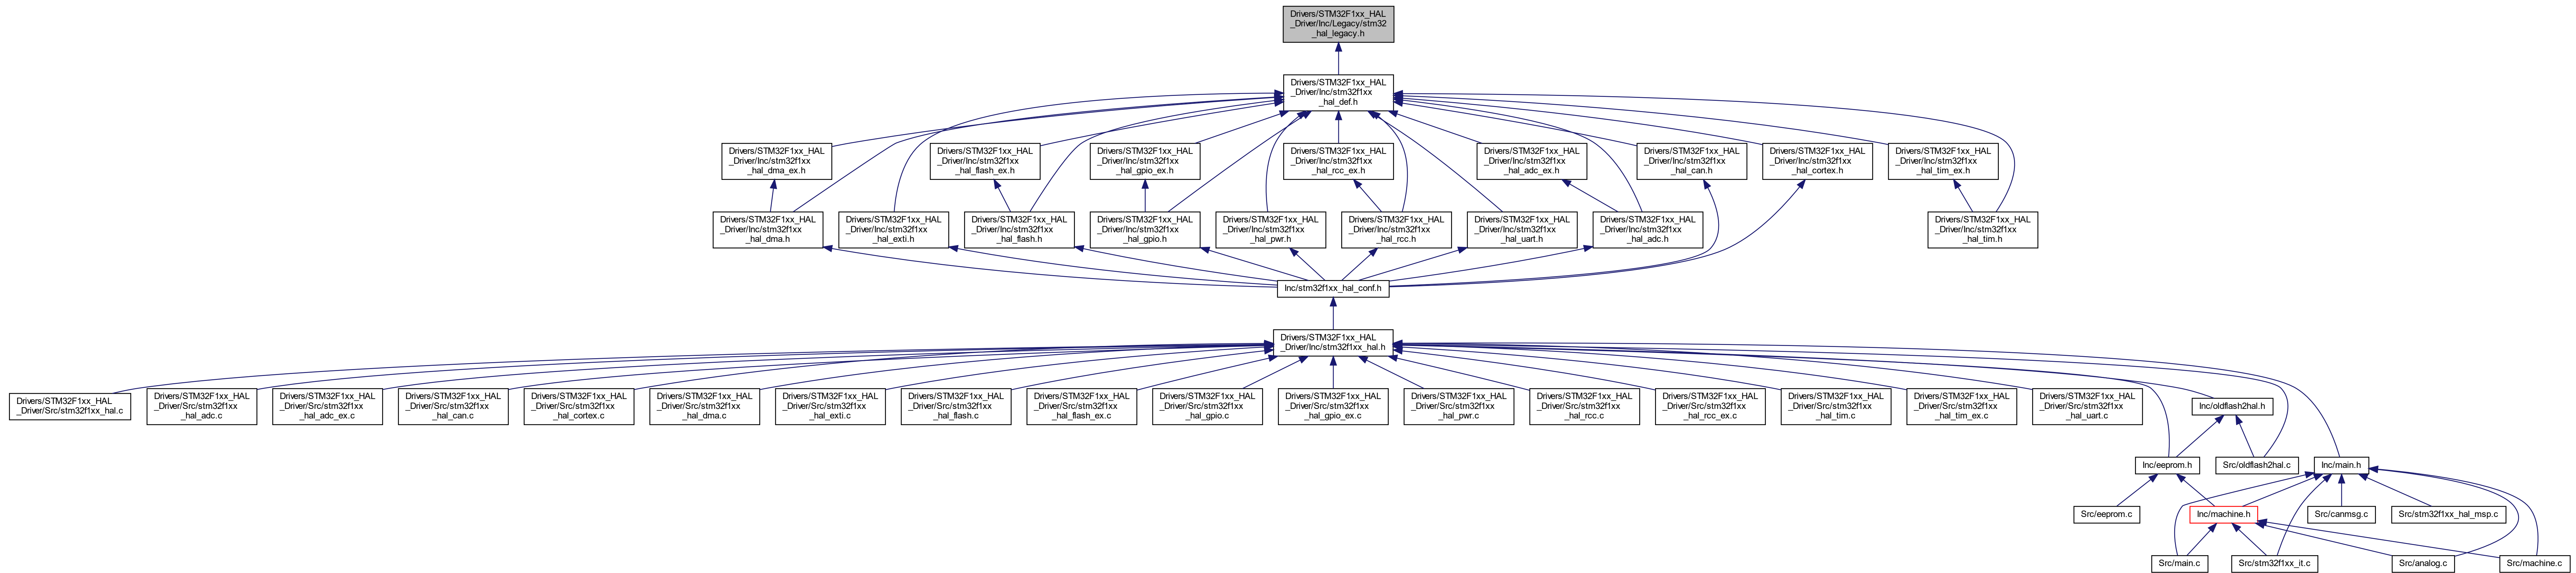 Drivers/STM32F1xx_HAL
_Driver/Inc/Legacy/stm32
_hal_legacy.h
Drivers/STM32F1xx_HAL
_Driver/Inc/stm32f1xx
_hal_def.h
Drivers/STM32F1xx_HAL
_Driver/Inc/stm32f1xx
_hal_dma_ex.h
Drivers/STM32F1xx_HAL
_Driver/Inc/stm32f1xx
_hal_flash_ex.h
Drivers/STM32F1xx_HAL
_Driver/Inc/stm32f1xx
_hal_gpio_ex.h
Drivers/STM32F1xx_HAL
_Driver/Inc/stm32f1xx
_hal_rcc_ex.h
Drivers/STM32F1xx_HAL
_Driver/Inc/stm32f1xx
_hal_adc_ex.h
Drivers/STM32F1xx_HAL
_Driver/Inc/stm32f1xx
_hal_can.h
Drivers/STM32F1xx_HAL
_Driver/Inc/stm32f1xx
_hal_cortex.h
Drivers/STM32F1xx_HAL
_Driver/Inc/stm32f1xx
_hal_tim_ex.h
Drivers/STM32F1xx_HAL
_Driver/Inc/stm32f1xx
_hal_dma.h
Drivers/STM32F1xx_HAL
_Driver/Inc/stm32f1xx
_hal_exti.h
Drivers/STM32F1xx_HAL
_Driver/Inc/stm32f1xx
_hal_flash.h
Drivers/STM32F1xx_HAL
_Driver/Inc/stm32f1xx
_hal_gpio.h
Drivers/STM32F1xx_HAL
_Driver/Inc/stm32f1xx
_hal_pwr.h
Drivers/STM32F1xx_HAL
_Driver/Inc/stm32f1xx
_hal_rcc.h
Drivers/STM32F1xx_HAL
_Driver/Inc/stm32f1xx
_hal_uart.h
Drivers/STM32F1xx_HAL
_Driver/Inc/stm32f1xx
_hal_adc.h
Drivers/STM32F1xx_HAL
_Driver/Inc/stm32f1xx
_hal_tim.h
Inc/stm32f1xx_hal_conf.h
Drivers/STM32F1xx_HAL
_Driver/Inc/stm32f1xx_hal.h
Drivers/STM32F1xx_HAL
_Driver/Src/stm32f1xx_hal.c
Drivers/STM32F1xx_HAL
_Driver/Src/stm32f1xx
_hal_adc.c
Drivers/STM32F1xx_HAL
_Driver/Src/stm32f1xx
_hal_adc_ex.c
Drivers/STM32F1xx_HAL
_Driver/Src/stm32f1xx
_hal_can.c
Drivers/STM32F1xx_HAL
_Driver/Src/stm32f1xx
_hal_cortex.c
Drivers/STM32F1xx_HAL
_Driver/Src/stm32f1xx
_hal_dma.c
Drivers/STM32F1xx_HAL
_Driver/Src/stm32f1xx
_hal_exti.c
Drivers/STM32F1xx_HAL
_Driver/Src/stm32f1xx
_hal_flash.c
Drivers/STM32F1xx_HAL
_Driver/Src/stm32f1xx
_hal_flash_ex.c
Drivers/STM32F1xx_HAL
_Driver/Src/stm32f1xx
_hal_gpio.c
Drivers/STM32F1xx_HAL
_Driver/Src/stm32f1xx
_hal_gpio_ex.c
Drivers/STM32F1xx_HAL
_Driver/Src/stm32f1xx
_hal_pwr.c
Drivers/STM32F1xx_HAL
_Driver/Src/stm32f1xx
_hal_rcc.c
Drivers/STM32F1xx_HAL
_Driver/Src/stm32f1xx
_hal_rcc_ex.c
Drivers/STM32F1xx_HAL
_Driver/Src/stm32f1xx
_hal_tim.c
Drivers/STM32F1xx_HAL
_Driver/Src/stm32f1xx
_hal_tim_ex.c
Drivers/STM32F1xx_HAL
_Driver/Src/stm32f1xx
_hal_uart.c
Inc/oldflash2hal.h
Inc/eeprom.h
Src/oldflash2hal.c
Inc/main.h
Src/eeprom.c
Inc/machine.h
Src/canmsg.c
Src/stm32f1xx_hal_msp.c
Src/main.c
Src/stm32f1xx_it.c
Src/analog.c
Src/machine.c